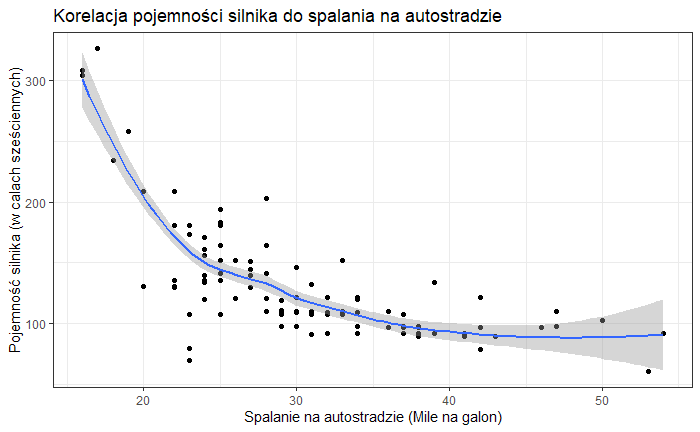 Korelacja pojemności silnika do spalania na autostradzie
Pojemność silnika (w calach sześciennych)
300
200
100
20 30 40 50
Spalanie na autostradzie (Mile na galon)